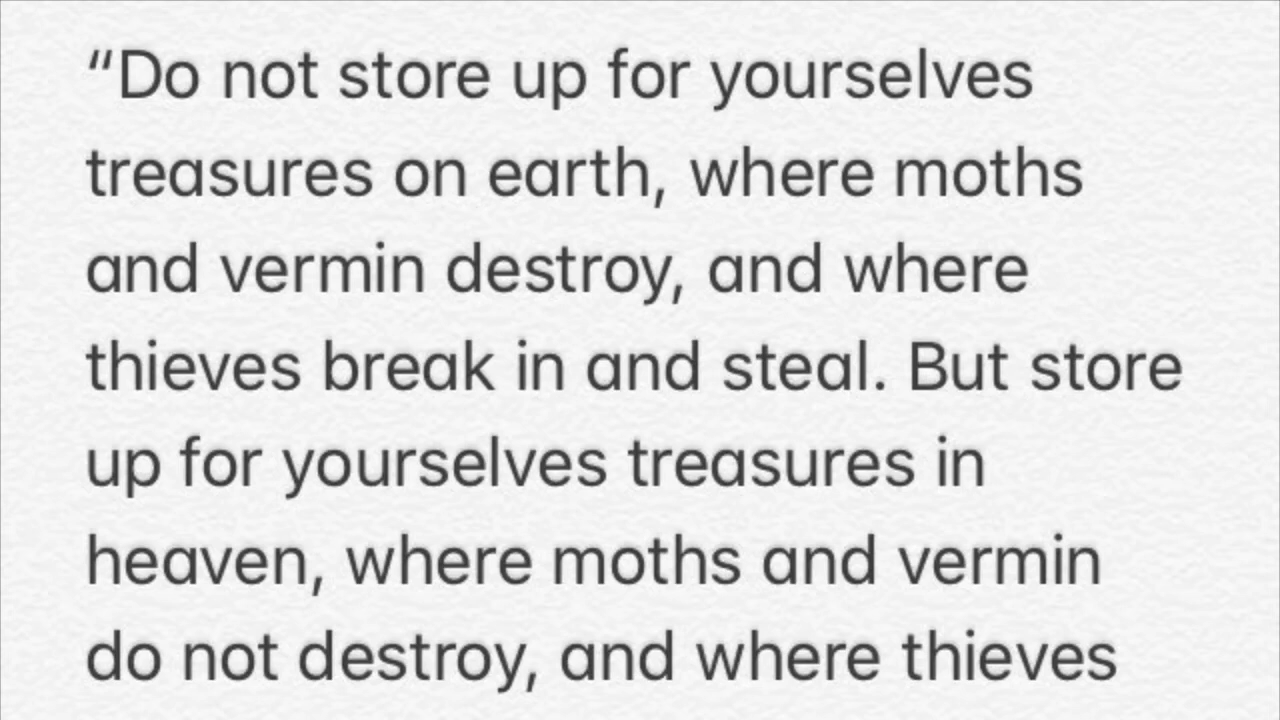 “Do not store up for yourselves
treasures on earth, where moths
and vermin destroy, and where
thieves break in and steal. But store
up for yourselves treasures in
heaven, where moths and vermin
do not destroy, and where thieves